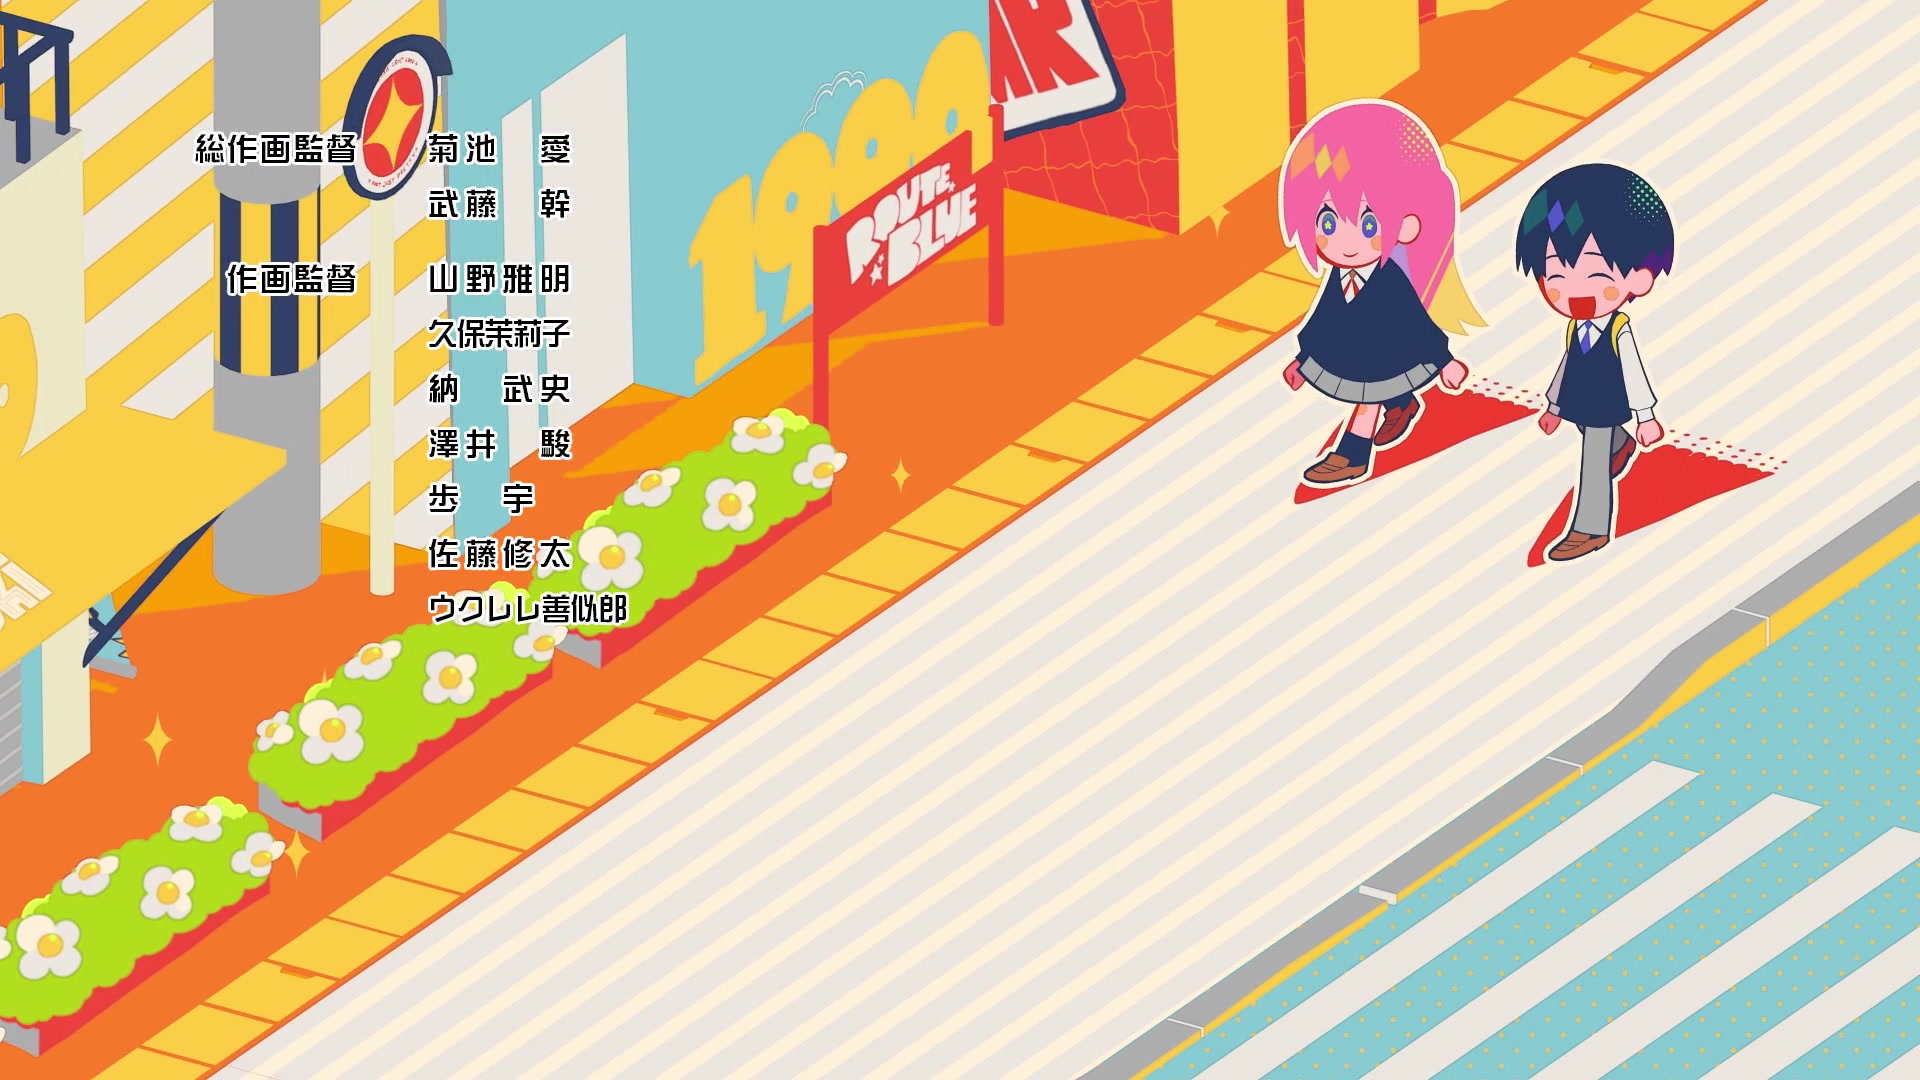 総作画監督 菊池 愛
武藤 幹
作画監督 山野雅明
久保茉莉子
納 武史
澤井 駿
歩 宇
佐藤修太
ウクレレ善似郎
1900
ROUTE
BLUE